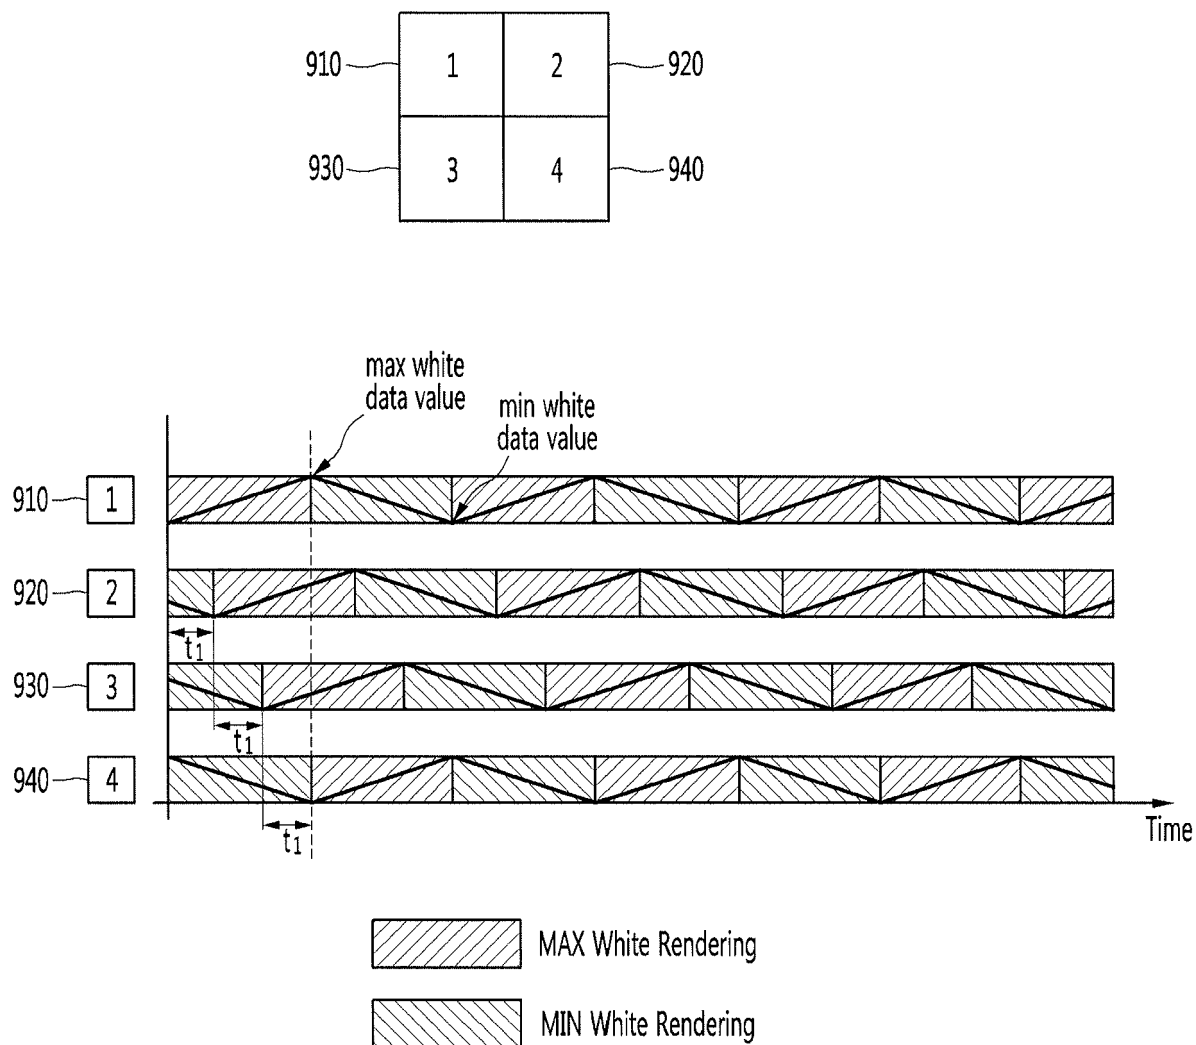 910 1 2 920
930 3 4 940
max white
data value
min white
data value
910 1
920 2
t1
930 3
t1
940 4
t1
Time
MAX White Rendering
MIN White Rendering